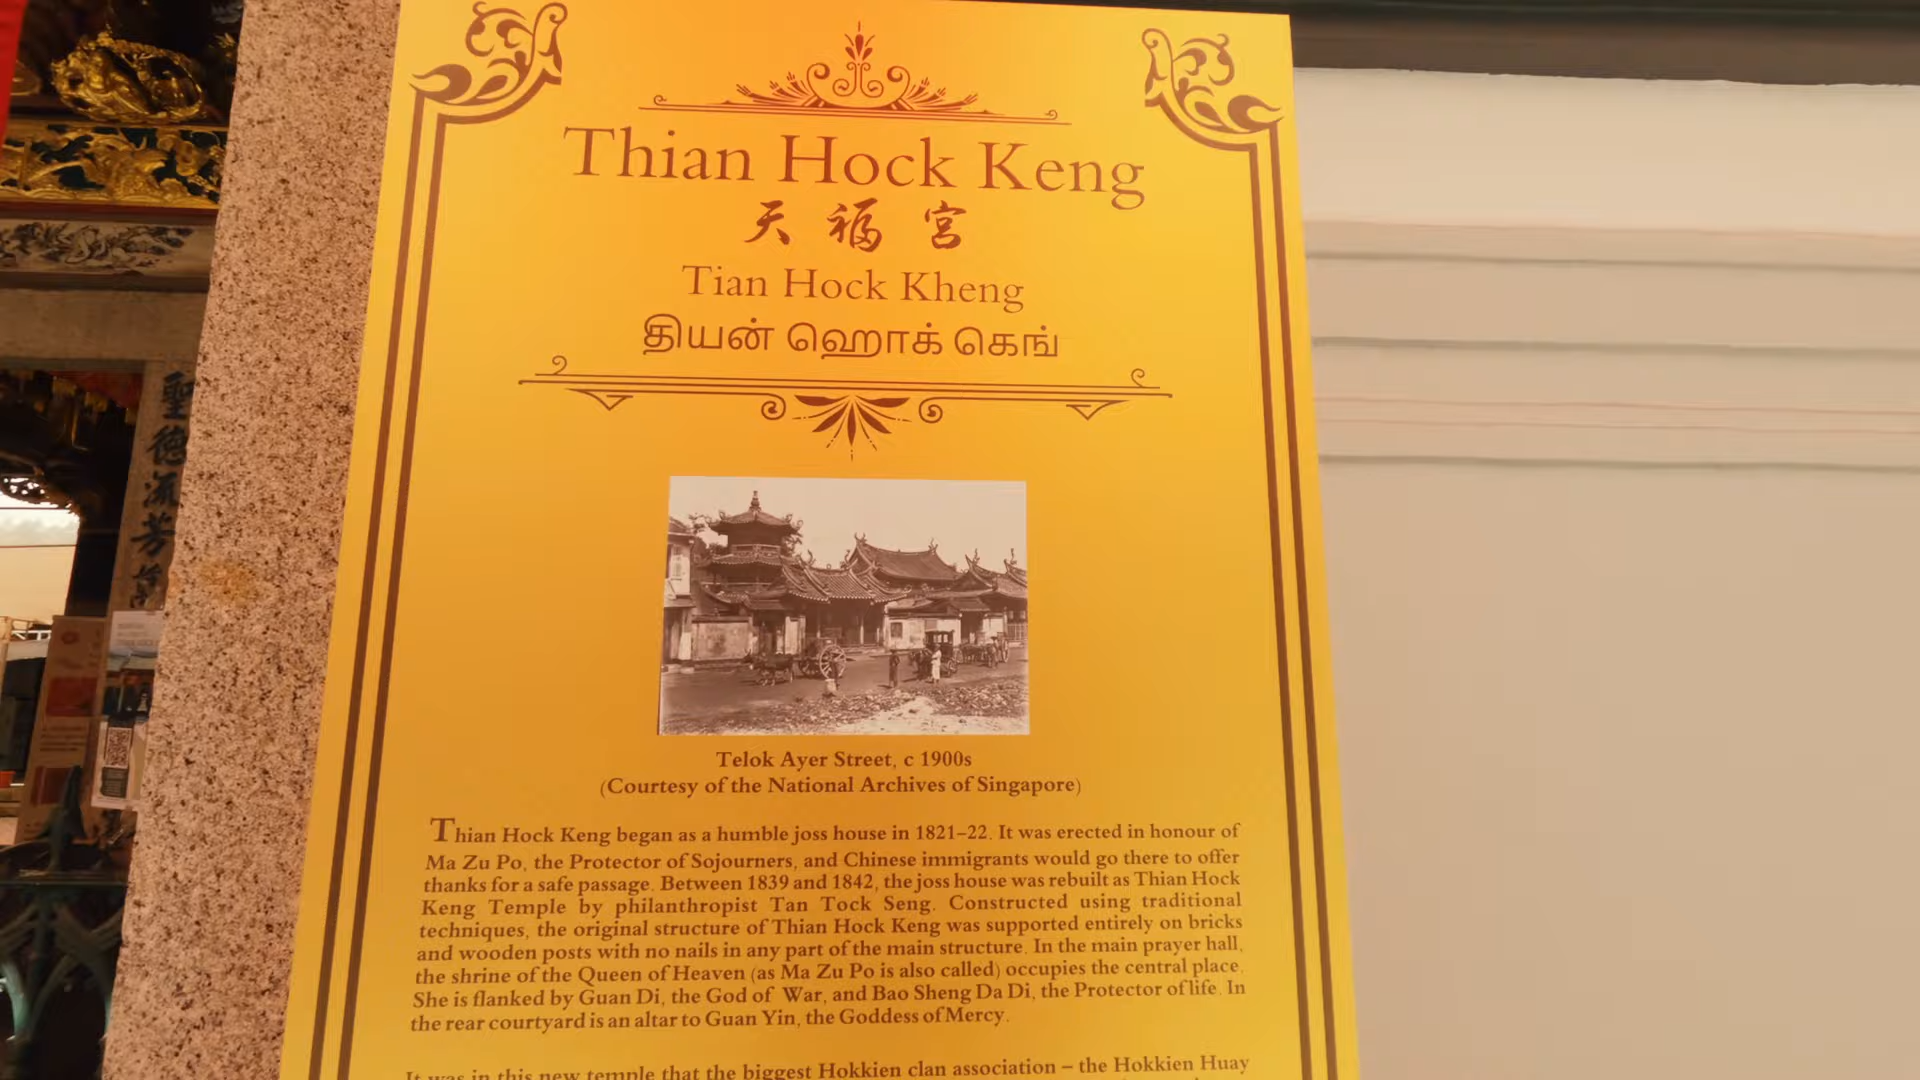 Thian Hock Keng
天福宮
Tian Hock Kheng
தியன் ஹொக் கெங்
Telok Ayer Street, c 1900s
(Courtesy of the National Archives of Singapore)
Thian Hock Keng began as a humble joss house in 1821–22. It was erected in honour of
Ma Zu Po, the Protector of Sojourners, and Chinese immigrants would go there to offer
thanks for a safe passage. Between 1839 and 1842, the joss house was rebuilt as Thian Hock
Keng Temple by philanthropist Tan Tock Seng. Constructed using traditional
techniques, the original structure of Thian Hock Keng was supported entirely on bricks
and wooden posts with no nails in any part of the main structure. In the main prayer hall,
the shrine of the Queen of Heaven (as Ma Zu Po is also called) occupies the central place.
She is flanked by Guan Di, the God of War, and Bao Sheng Da Di, the Protector of life. In
the rear courtyard is an altar to Guan Yin, the Goddess of Mercy.
It was in this new temple that the biggest Hokkien clan association – the Hokkien Huay
聖德流芳